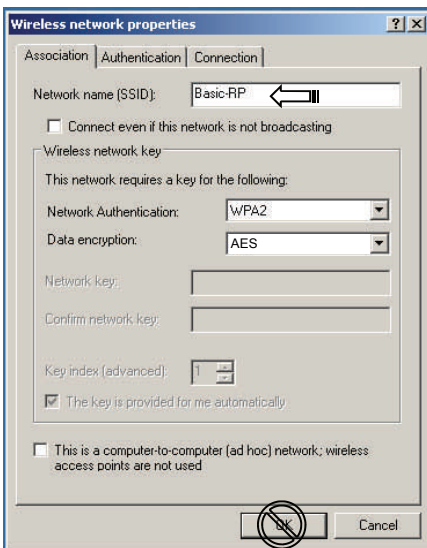 Wireless network properties
Association Authentication Connection
Network name (SSID): Basic-RP
Connect even if this network is not broadcasting
Wireless network key
This network requires a key for the following:
Network Authentication: WPA2
Data encryption: AES
Network key:
Confirm network key:
Key index (advanced): 1
The key is provided for me automatically
This is a computer-to-computer (ad hoc) network; wireless
access points are not used
OK Cancel